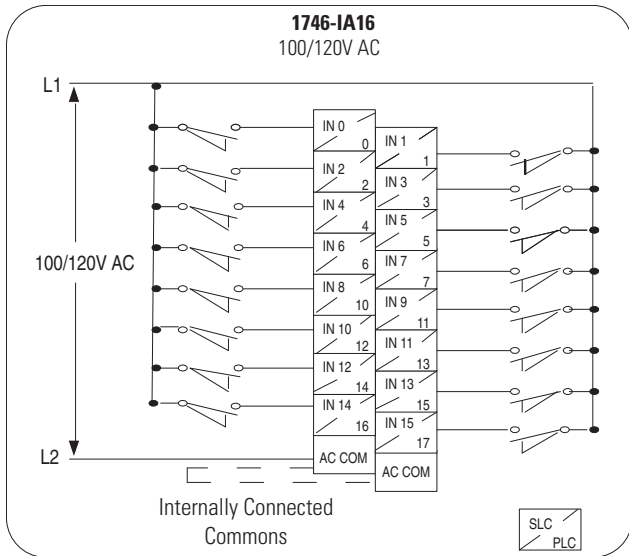 1746-IA16
100/120V AC
L1
IN 0
0
IN 1
1
IN 2
2
IN 3
3
IN 4
4
IN 5
5
IN 6
6
IN 7
7
100/120V AC
IN 8
10
IN 9
11
IN 10
12
IN 11
13
IN 12
14
IN 13
15
IN 14
16
IN 15
17
L2
AC COM
AC COM
Internally Connected
Commons
SLC
PLC